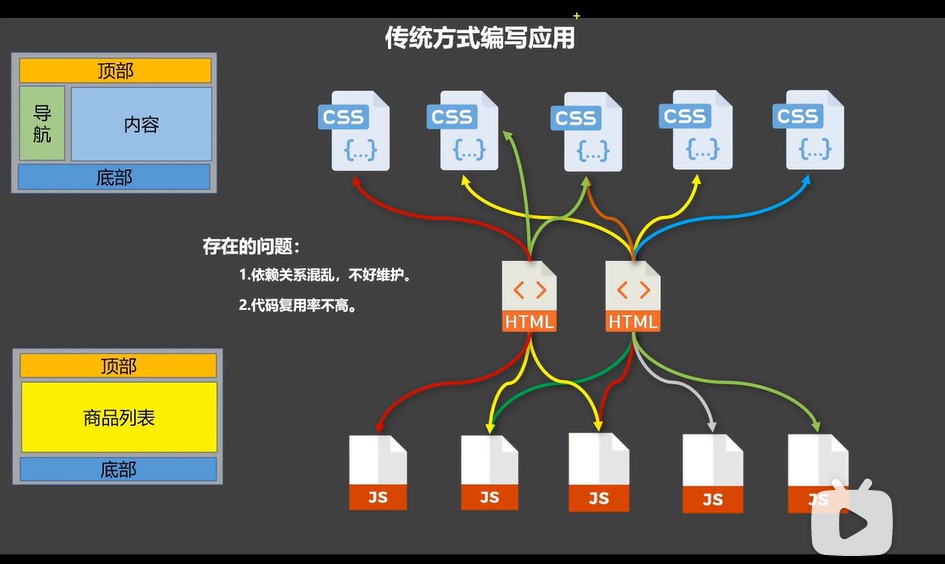 传统方式编写应用
顶部
导航
内容
底部
CSS
{...}
CSS
{...}
CSS
{...}
CSS
{...}
CSS
{...}
存在的问题：
1.依赖关系混乱，不好维护。
2.代码复用率不高。
< >
HTML
< >
HTML
顶部
商品列表
底部
JS
JS
JS
JS
JS